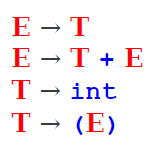 E → T
E → T + E
T → int
T → (E)